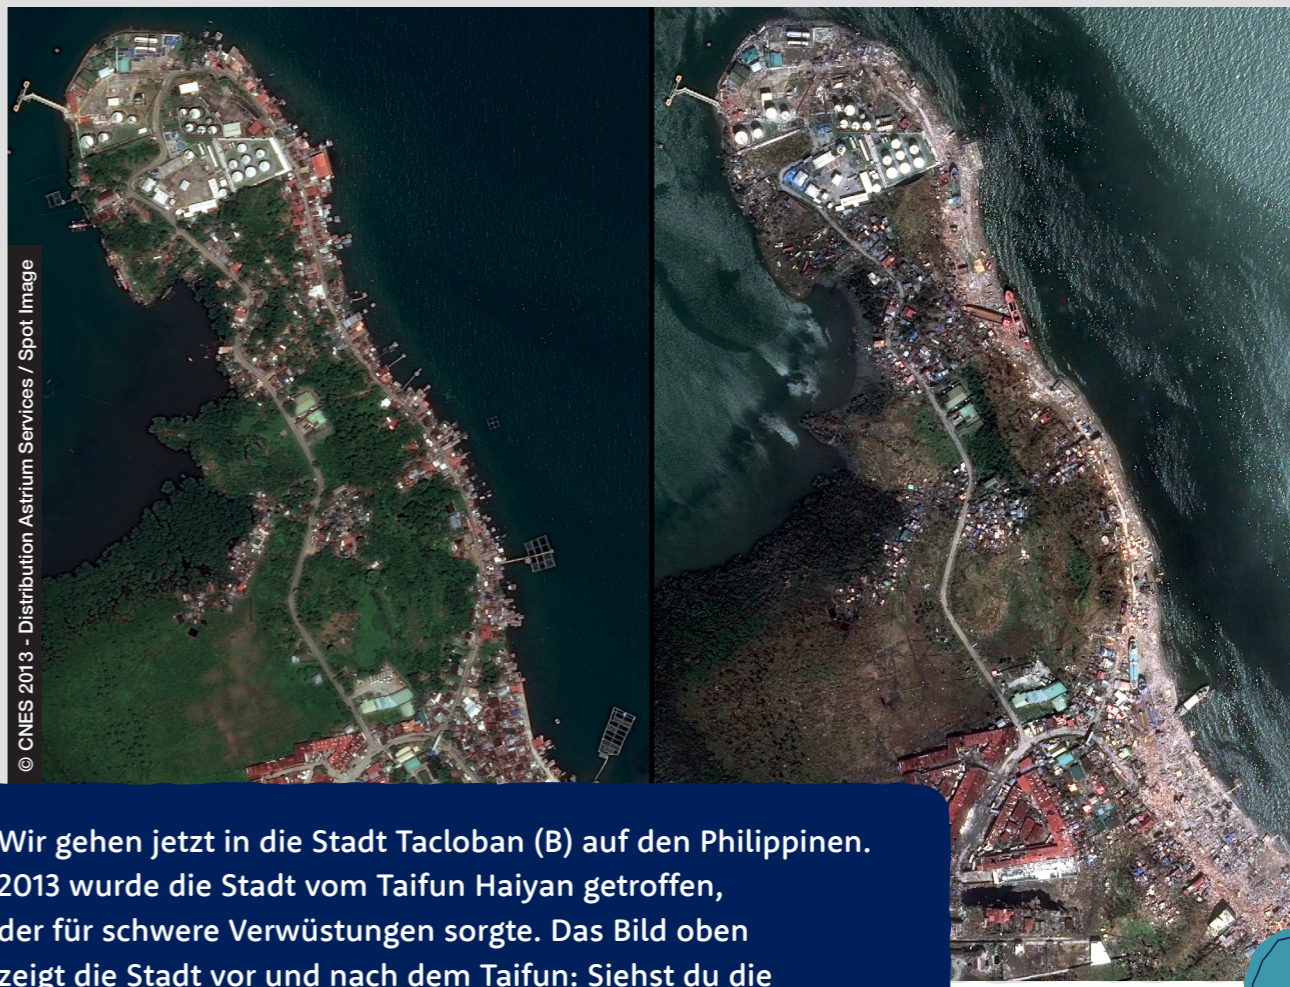 © CNES 2013 - Distribution Astrium Services / Spot Image
Wir gehen jetzt in die Stadt Tacloban (B) auf den Philippinen.
2013 wurde die Stadt vom Taifun Haiyan getroffen,
der für schwere Verwüstungen sorgte. Das Bild oben
zeigt die Stadt vor und nach dem Taifun: Siehst du die